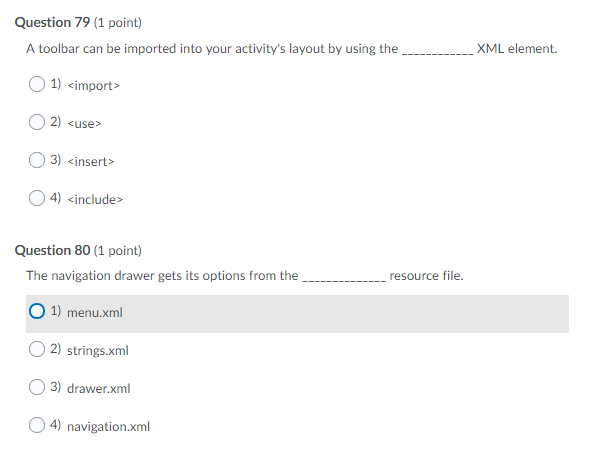 Question 79 (1 point)
A toolbar can be imported into your activity's layout by using the ____________ XML element.
1) <import>
2) <use>
3) <insert>
4) <include>
Question 80 (1 point)
The navigation drawer gets its options from the ______________ resource file.
1) menu.xml
2) strings.xml
3) drawer.xml
4) navigation.xml